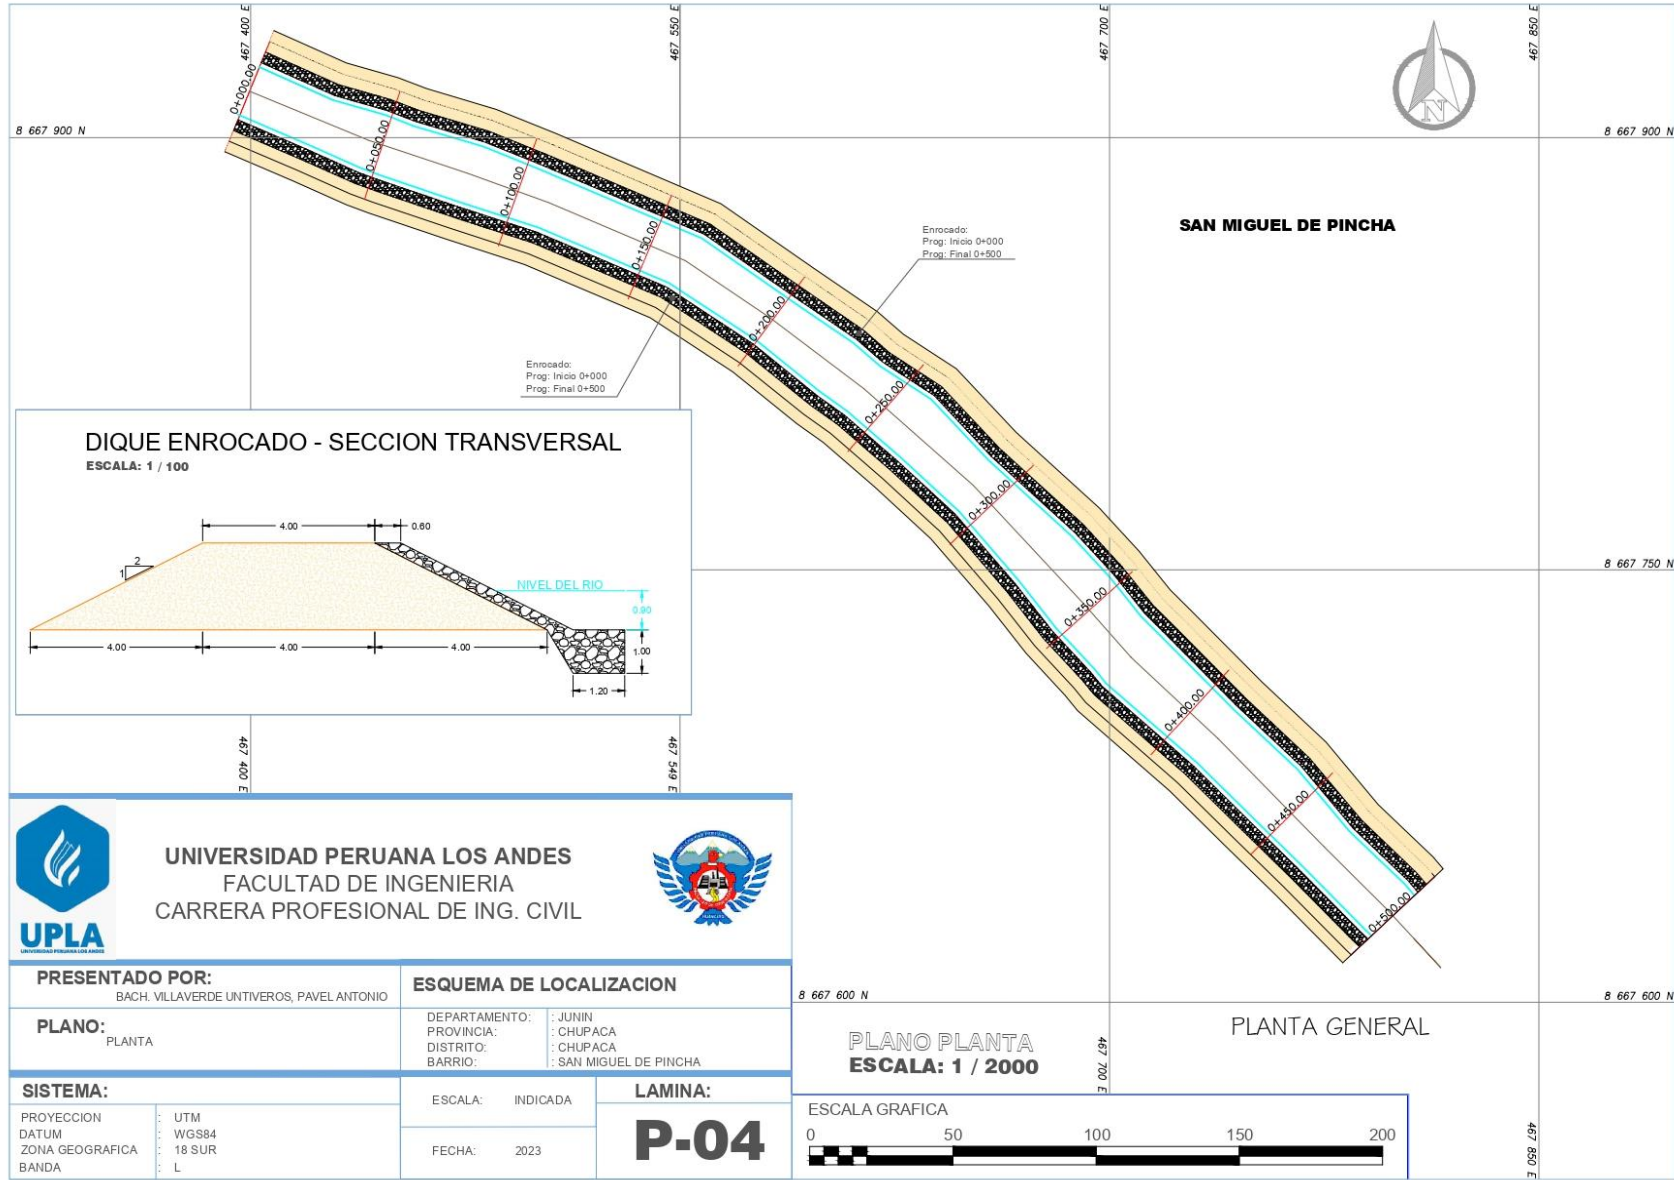 467 400 E
467 550 E
467 700 E
467 850 E
8 667 900 N
8 667 900 N
N
0+000.00
0+050.00
0+100.00
0+150.00
0+200.00
0+250.00
0+300.00
0+350.00
0+400.00
0+450.00
0+500.00
SAN MIGUEL DE PINCHA
Enrocado:
Prog: Inicio 0+000
Prog: Final 0+500
Enrocado:
Prog: Inicio 0+000
Prog: Final 0+500
DIQUE ENROCADO - SECCION TRANSVERSAL
ESCALA: 1 / 100
4.00
0.60
2
1
NIVEL DEL RIO
0.90
4.00
4.00
4.00
1.00
1.20
8 667 750 N
467 400 E
467 549 E
UNIVERSIDAD PERUANA LOS ANDES
FACULTAD DE INGENIERIA
CARRERA PROFESIONAL DE ING. CIVIL
UPLA
UNIVERSIDAD PERUANA LOS ANDES
PRESENTADO POR:
BACH. VILLAVERDE UNTIVEROS, PAVEL ANTONIO
PLANO:
PLANTA
ESQUEMA DE LOCALIZACION
DEPARTAMENTO: : JUNIN
PROVINCIA: : CHUPACA
DISTRITO: : CHUPACA
BARRIO: : SAN MIGUEL DE PINCHA
SISTEMA:
PROYECCION : UTM
DATUM : WGS84
ZONA GEOGRAFICA : 18 SUR
BANDA : L
ESCALA: INDICADA
FECHA: 2023
LAMINA:
P-04
8 667 600 N
8 667 600 N
PLANO PLANTA
ESCALA: 1 / 2000
467 700 E
PLANTA GENERAL
ESCALA GRAFICA
0 50 100 150 200
467 850 E